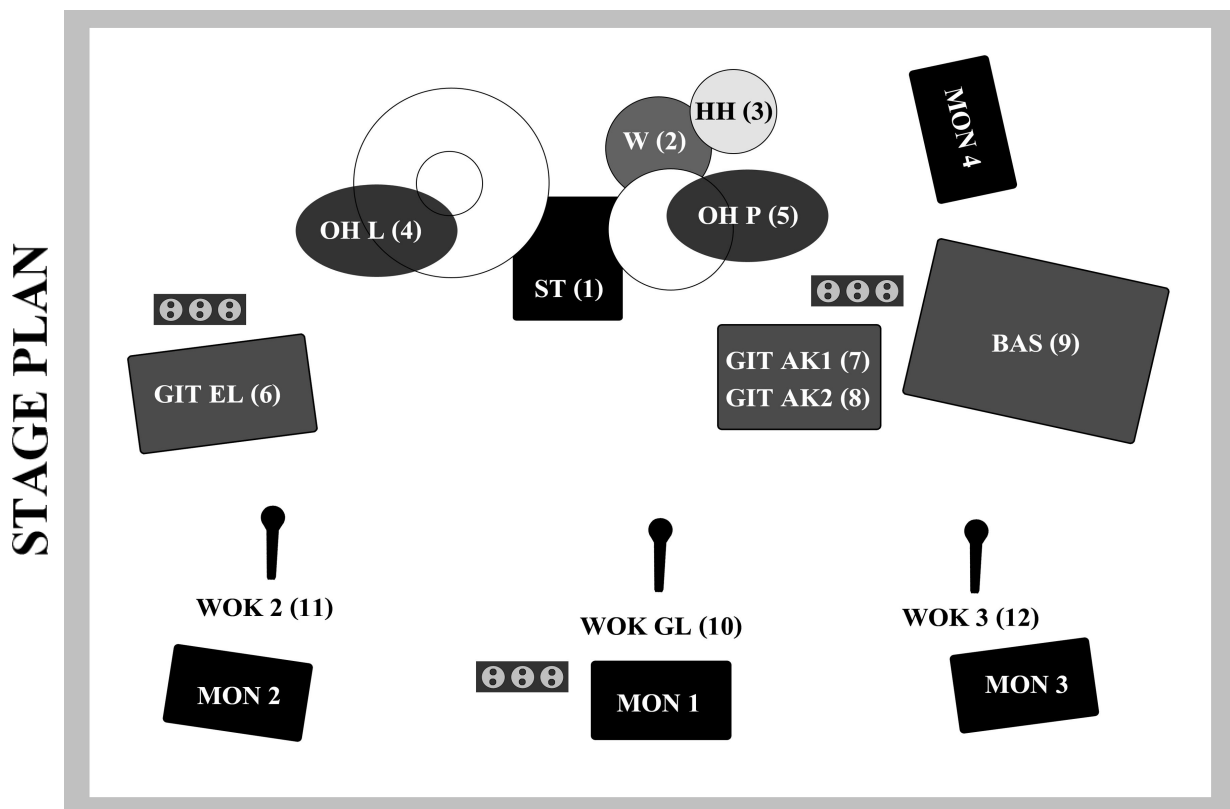 STAGE PLAN
HH (3)
W (2)
MON 4
OH L (4)
OH P (5)
ST (1)
BAS (9)
GIT EL (6)
GIT AK1 (7)
GIT AK2 (8)
WOK 2 (11)
WOK GL (10)
WOK 3 (12)
MON 2
MON 1
MON 3